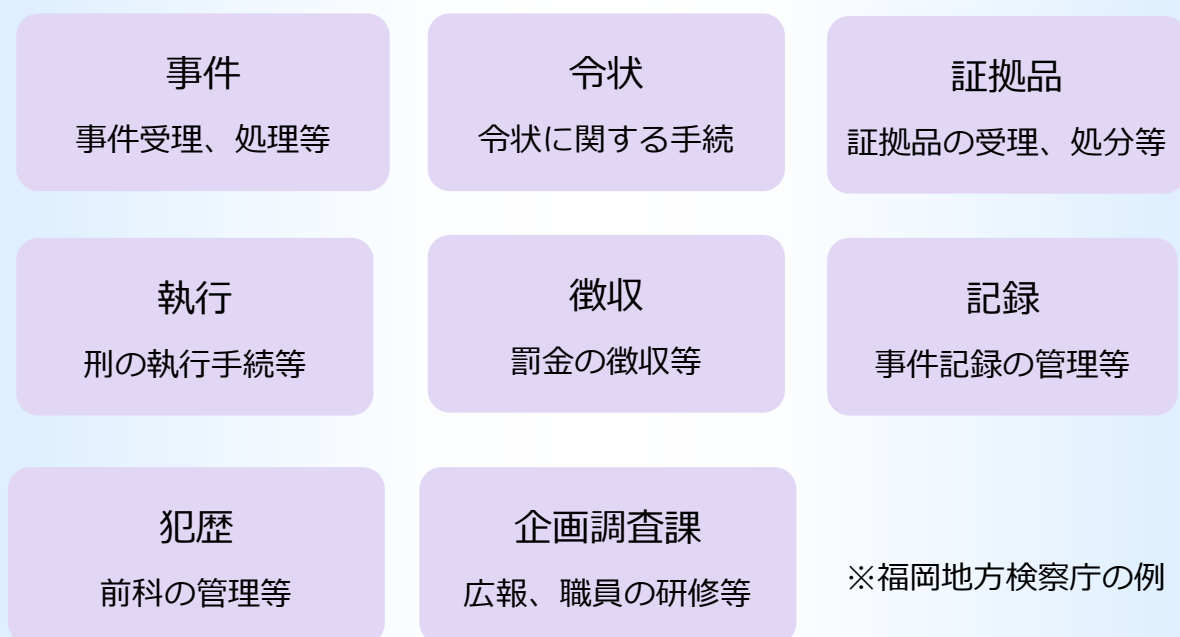 事件
事件受理、処理等
令状
令状に関する手続
証拠品
証拠品の受理、処分等
執行
刑の執行手続等
徴収
罰金の徴収等
記録
事件記録の管理等
犯歴
前科の管理等
企画調査課
広報、職員の研修等
※福岡地方検察庁の例